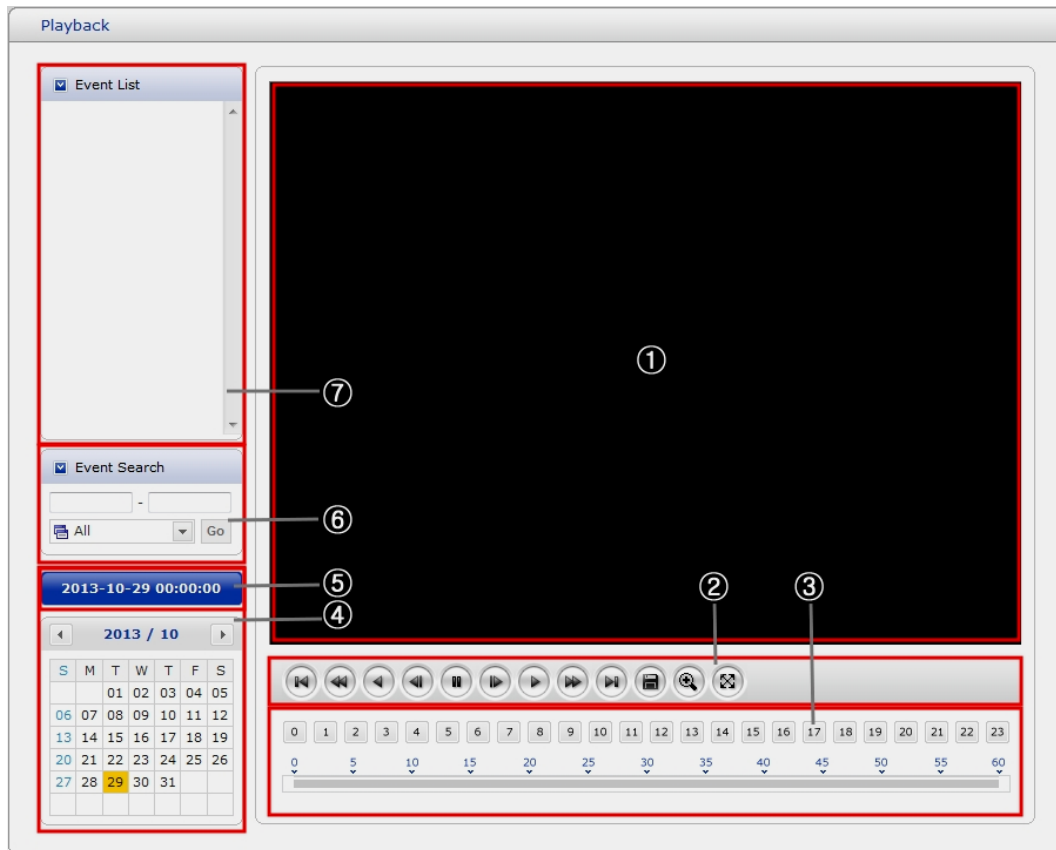 Playback
Event List
①
⑦
Event Search
-
All
Go
⑥
2013-10-29 00:00:00
⑤
②
③
④
2013 / 10
S M T W T F S
01 02 03 04 05
06 07 08 09 10 11 12
13 14 15 16 17 18 19
20 21 22 23 24 25 26
27 28 29 30 31
0 1 2 3 4 5 6 7 8 9 10 11 12 13 14 15 16 17 18 19 20 21 22 23
0 5 10 15 20 25 30 35 40 45 50 55 60